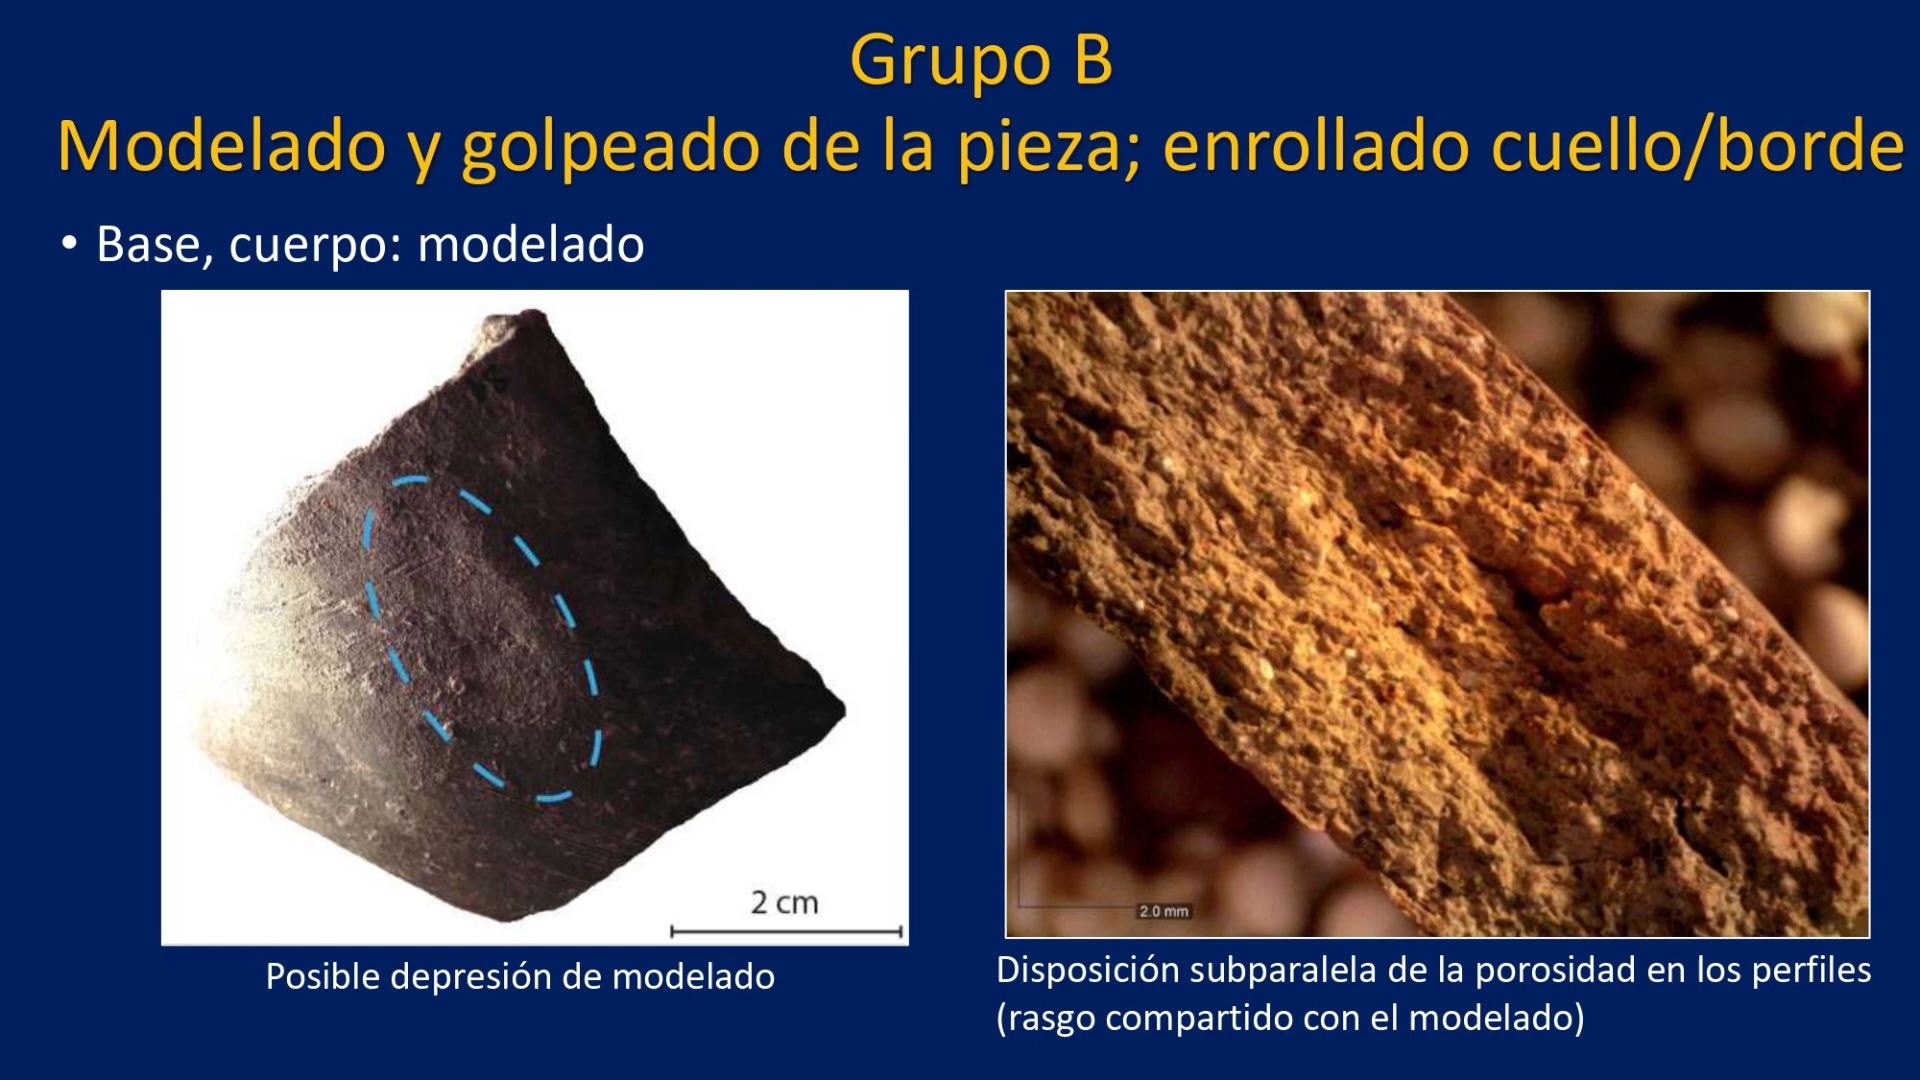 Grupo B
Modelado y golpeado de la pieza; enrollado cuello/borde
• Base, cuerpo: modelado
2 cm
2.0 mm
Posible depresión de modelado
Disposición subparalela de la porosidad en los perfiles
(rasgo compartido con el modelado)